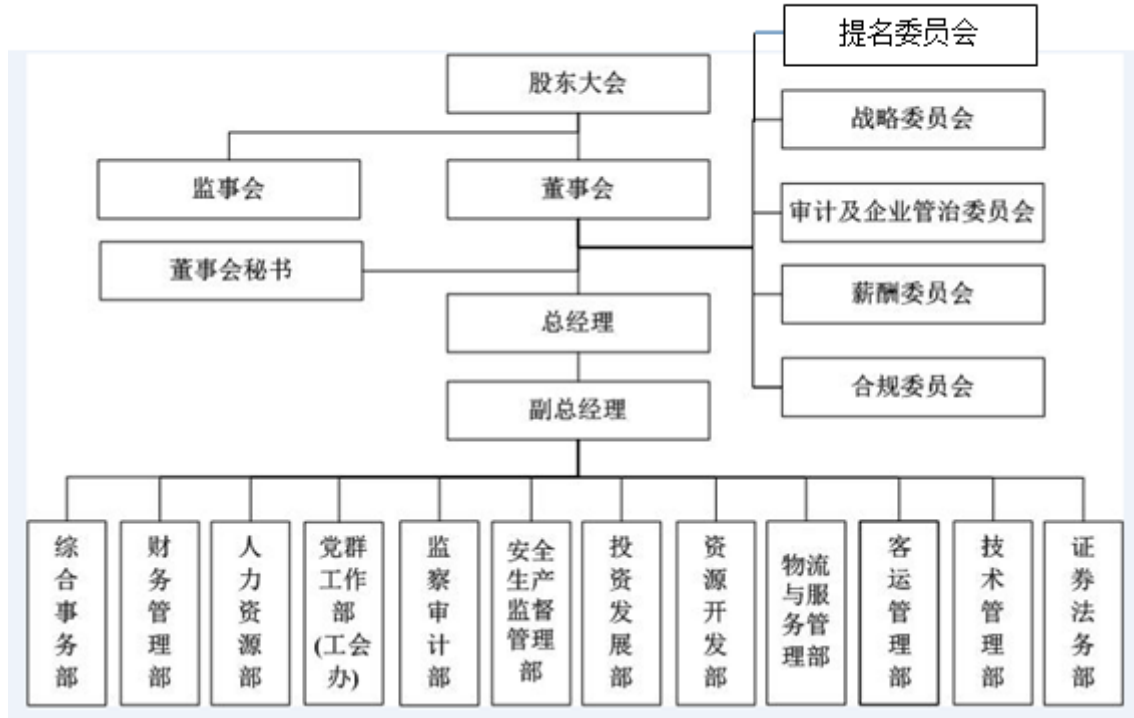 提名委员会
股东大会
战略委员会
监事会
董事会
审计及企业管治委员会
董事会秘书
薪酬委员会
总经理
合规委员会
副总经理
综合事务部
财务管理部
人力资源部
党群
工作
部
(工会
办)
监察审计部
安全
生产
监督
管理
部
投资发展部
资源开发部
物流
与服
务管
理部
客运管理部
技术管理部
证券法务部